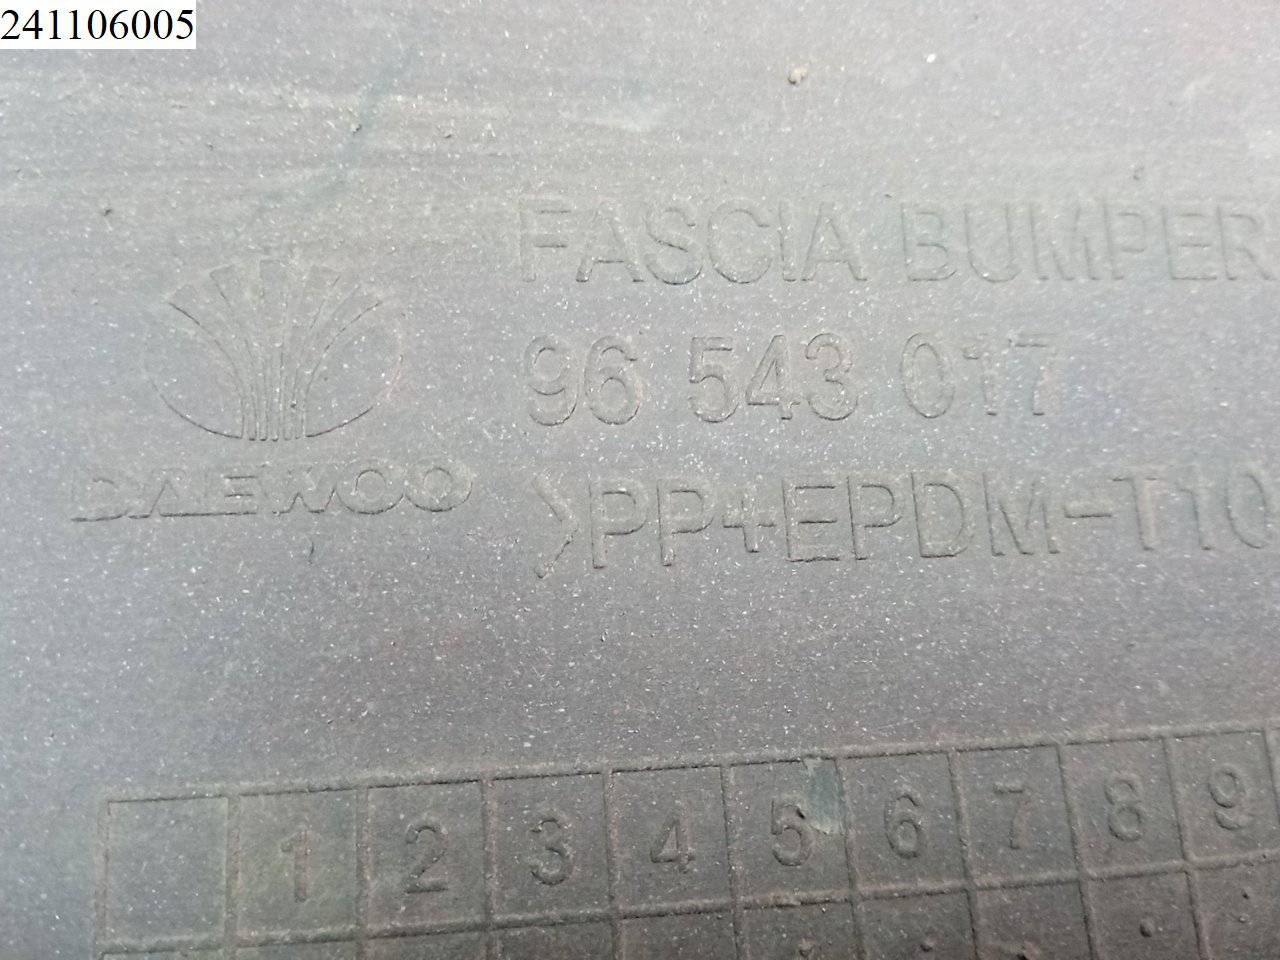 241106005
FASCIA BUMPER
96 543 017
DAEWOO
>PP+EPDM-T10
1 2 3 4 5 6 7 8 9